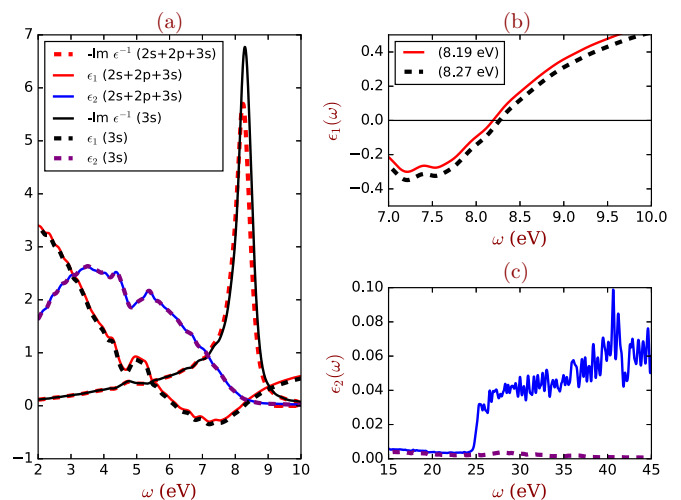 (a)
7
6
5
4
3
2
1
0
−1
2 3 4 5 6 7 8 9 10
ω (eV)
-Im ϵ⁻¹ (2s+2p+3s)
ϵ₁ (2s+2p+3s)
ϵ₂ (2s+2p+3s)
-Im ϵ⁻¹ (3s)
ϵ₁ (3s)
ϵ₂ (3s)
(b)
ϵ₁(ω)
0.4
0.2
0.0
−0.2
−0.4
7.0 7.5 8.0 8.5 9.0 9.5 10.0
ω (eV)
(8.19 eV)
(8.27 eV)
(c)
ϵ₂(ω)
0.10
0.08
0.06
0.04
0.02
0.00
15 20 25 30 35 40 45
ω (eV)